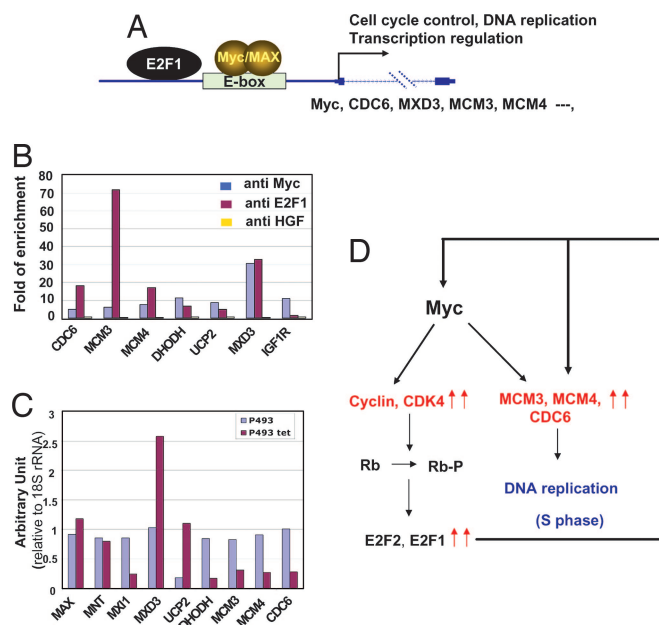 A
Cell cycle control, DNA replication
Transcription regulation
E2F1
Myc/MAX
E-box
Myc, CDC6, MXD3, MCM3, MCM4 ---,
B
Fold of enrichment
80
70
60
50
40
30
20
10
0
anti Myc
anti E2F1
anti HGF
CDC6
MCM3
MCM4
DHODH
UCP2
MXD3
IGF1R
C
Arbitrary Unit
(relative to 18S rRNA)
3
2.5
2
1.5
1
0.5
0
P493
P493 tet
MAX
MNT
MXI1
MXD3
UCP2
DHODH
MCM3
MCM4
CDC6
D
Myc
Cyclin, CDK4 ↑↑
MCM3, MCM4, ↑↑
CDC6
Rb → Rb-P
DNA replication
(S phase)
E2F2, E2F1 ↑↑